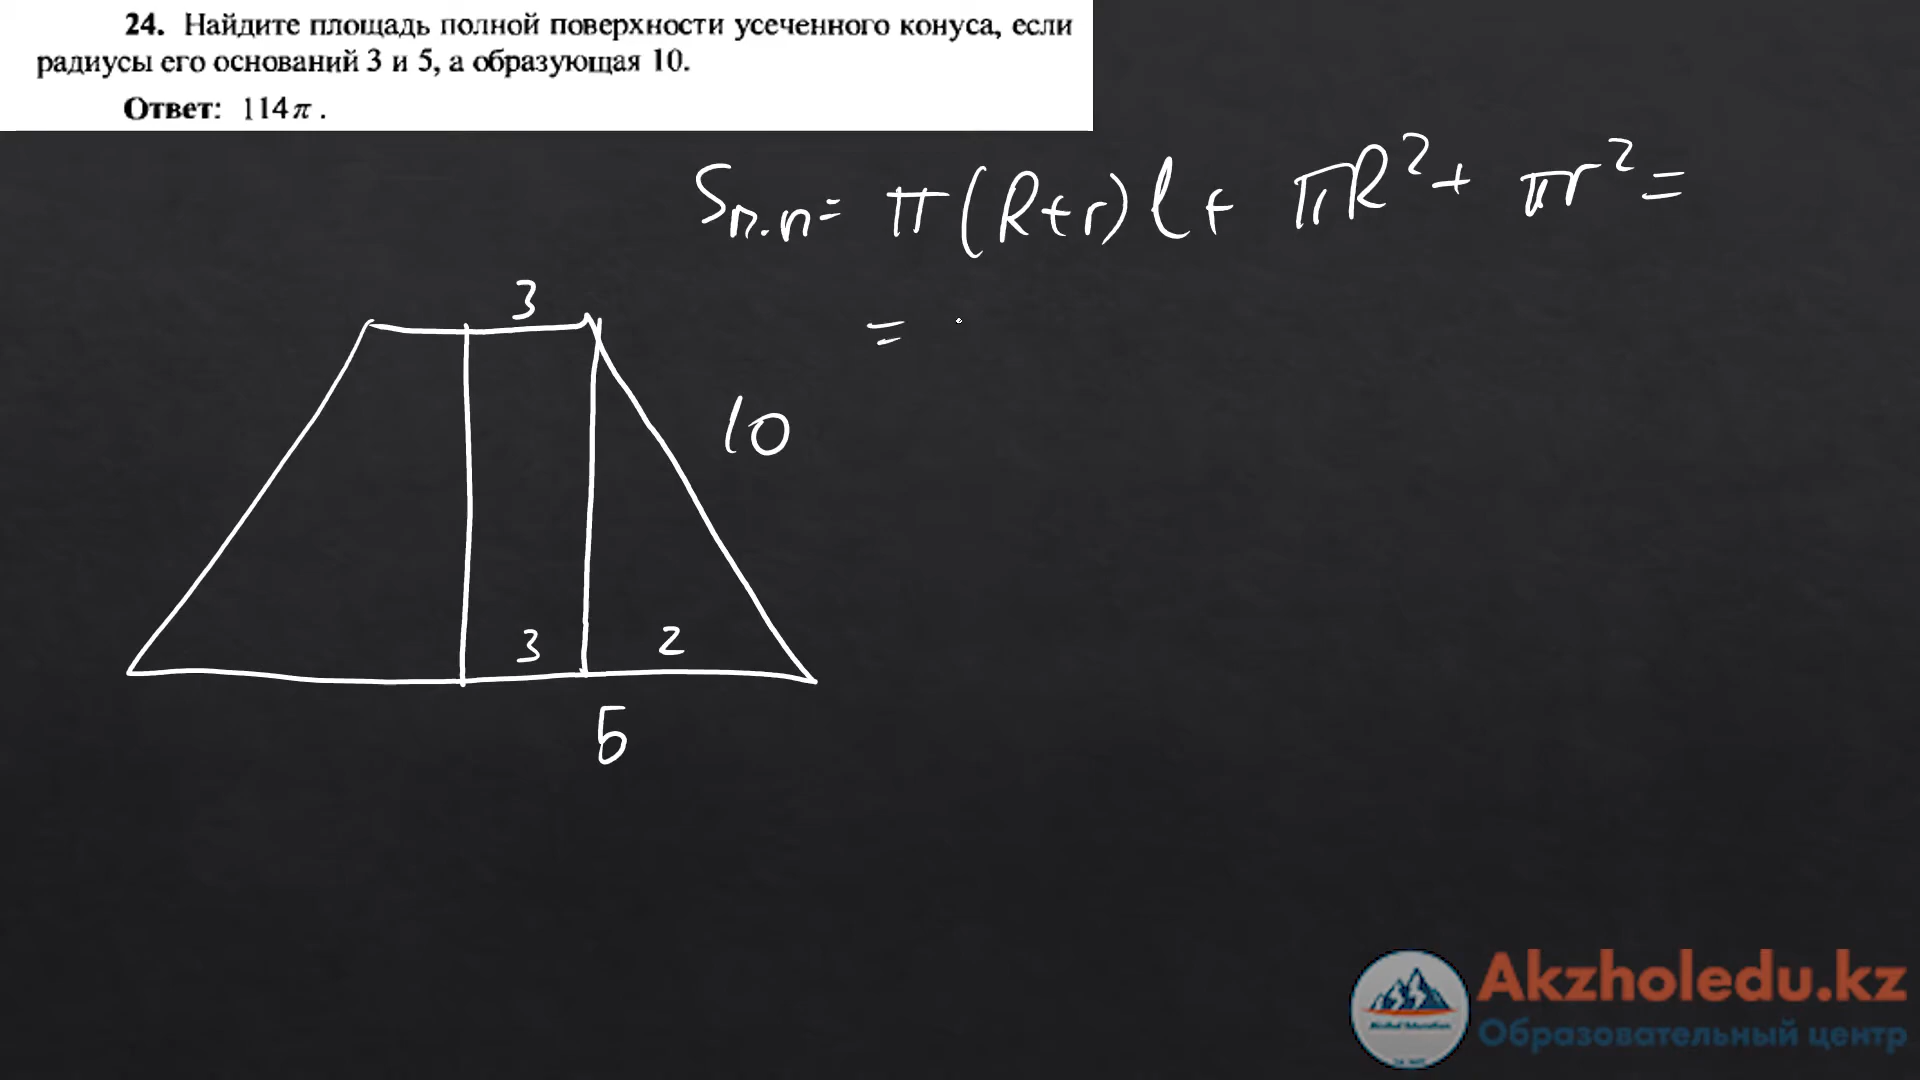 24. Найдите площадь полной поверхности усеченного конуса, если
радиусы его оснований 3 и 5, а образующая 10.
Ответ: 114π .
Sп.п = π(R+r)l + πR² + πr² =
=
3
10
3 2
5
Akzholedu.kz
Образовательный центр